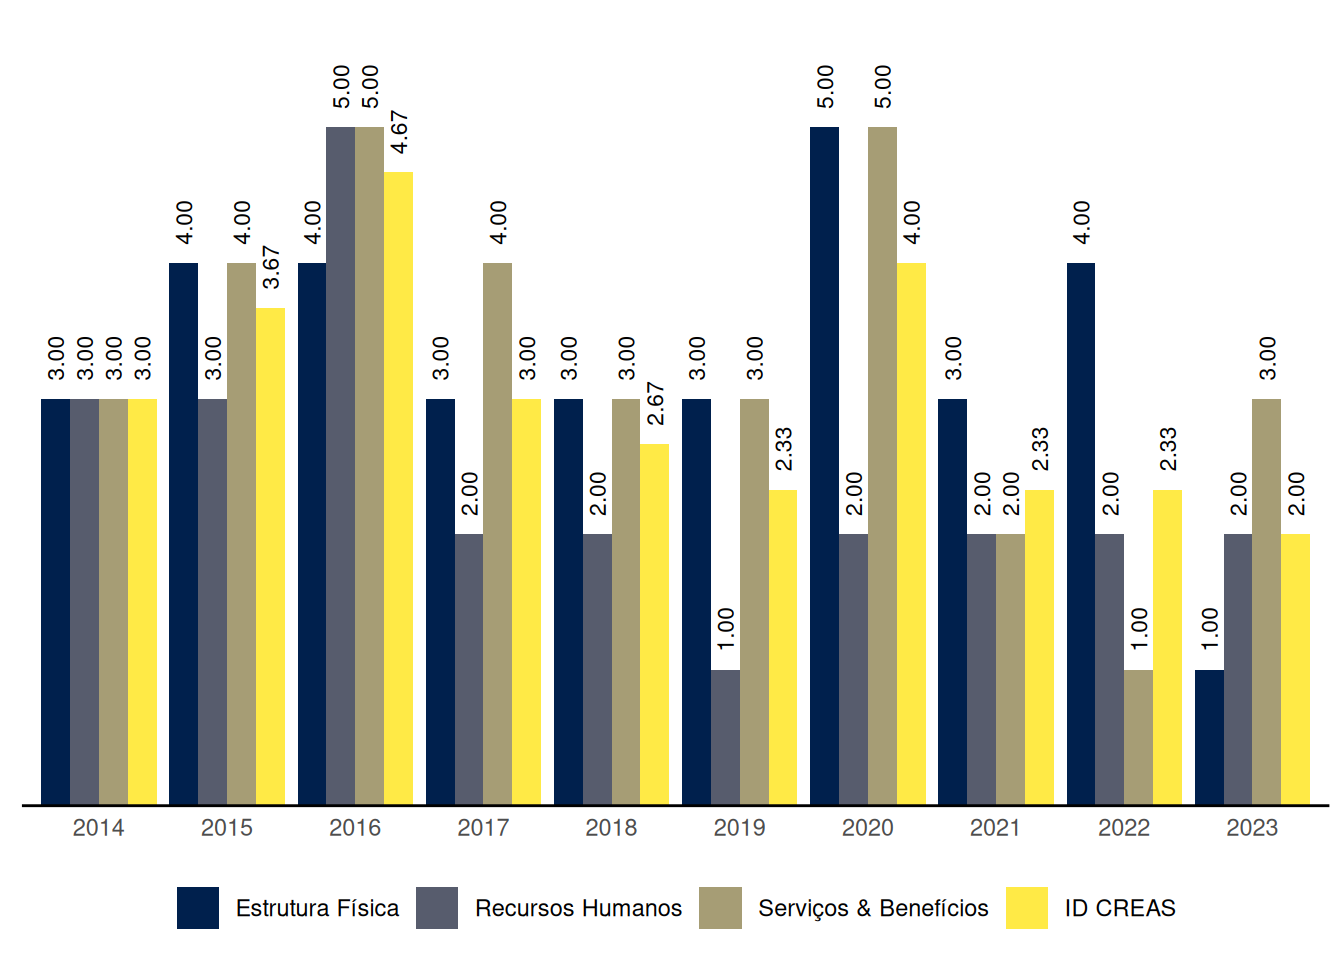 5.00 5.00 5.00 5.00
4.67
4.00 4.00 4.00 4.00 4.00 4.00
3.67
3.00 3.00 3.00 3.00 3.00 3.00 3.00 3.00 3.00 3.00 3.00 3.00
2.67
2.33 2.33 2.33
2.00 2.00 2.00 2.00 2.00 2.00 2.00 2.00
1.00 1.00 1.00
2014 2015 2016 2017 2018 2019 2020 2021 2022 2023
Estrutura Física Recursos Humanos Serviços & Benefícios ID CREAS